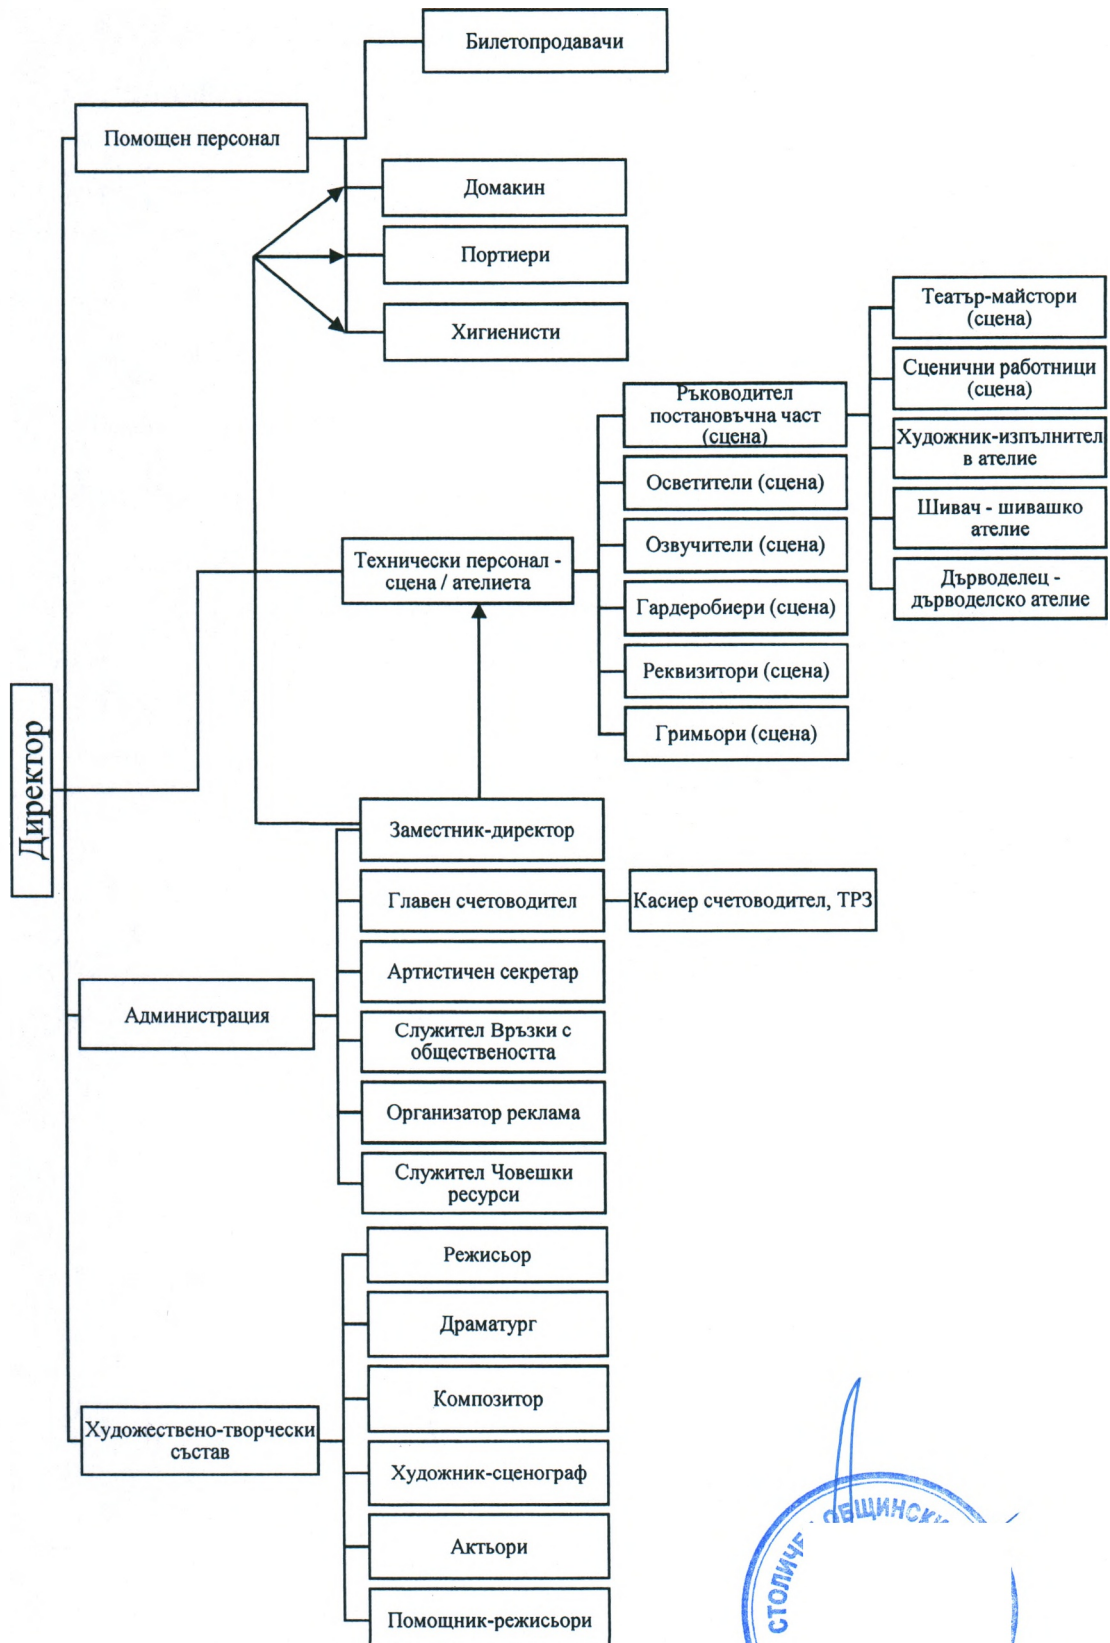 Билетопродавачи
Помощен персонал
Домакин
Портиери
Хигиенисти
Театър-майстори
(сцена)
Сценични работници
(сцена)
Художник-изпълнител
в ателие
Шивач - шивашко
ателие
Дърводелец -
дърводелско ателие
Ръководител
постановъчна част
(сцена)
Осветители (сцена)
Озвучители (сцена)
Гардеробиери (сцена)
Реквизитори (сцена)
Гримьори (сцена)
Технически персонал -
сцена / ателиета
Директор
Заместник-директор
Главен счетоводител
Касиер счетоводител, ТРЗ
Артистичен секретар
Служител Връзки с
обществеността
Организатор реклама
Служител Човешки
ресурси
Администрация
Режисьор
Драматург
Композитор
Художник-сценограф
Актьори
Помощник-режисьори
Художествено-творчески
състав